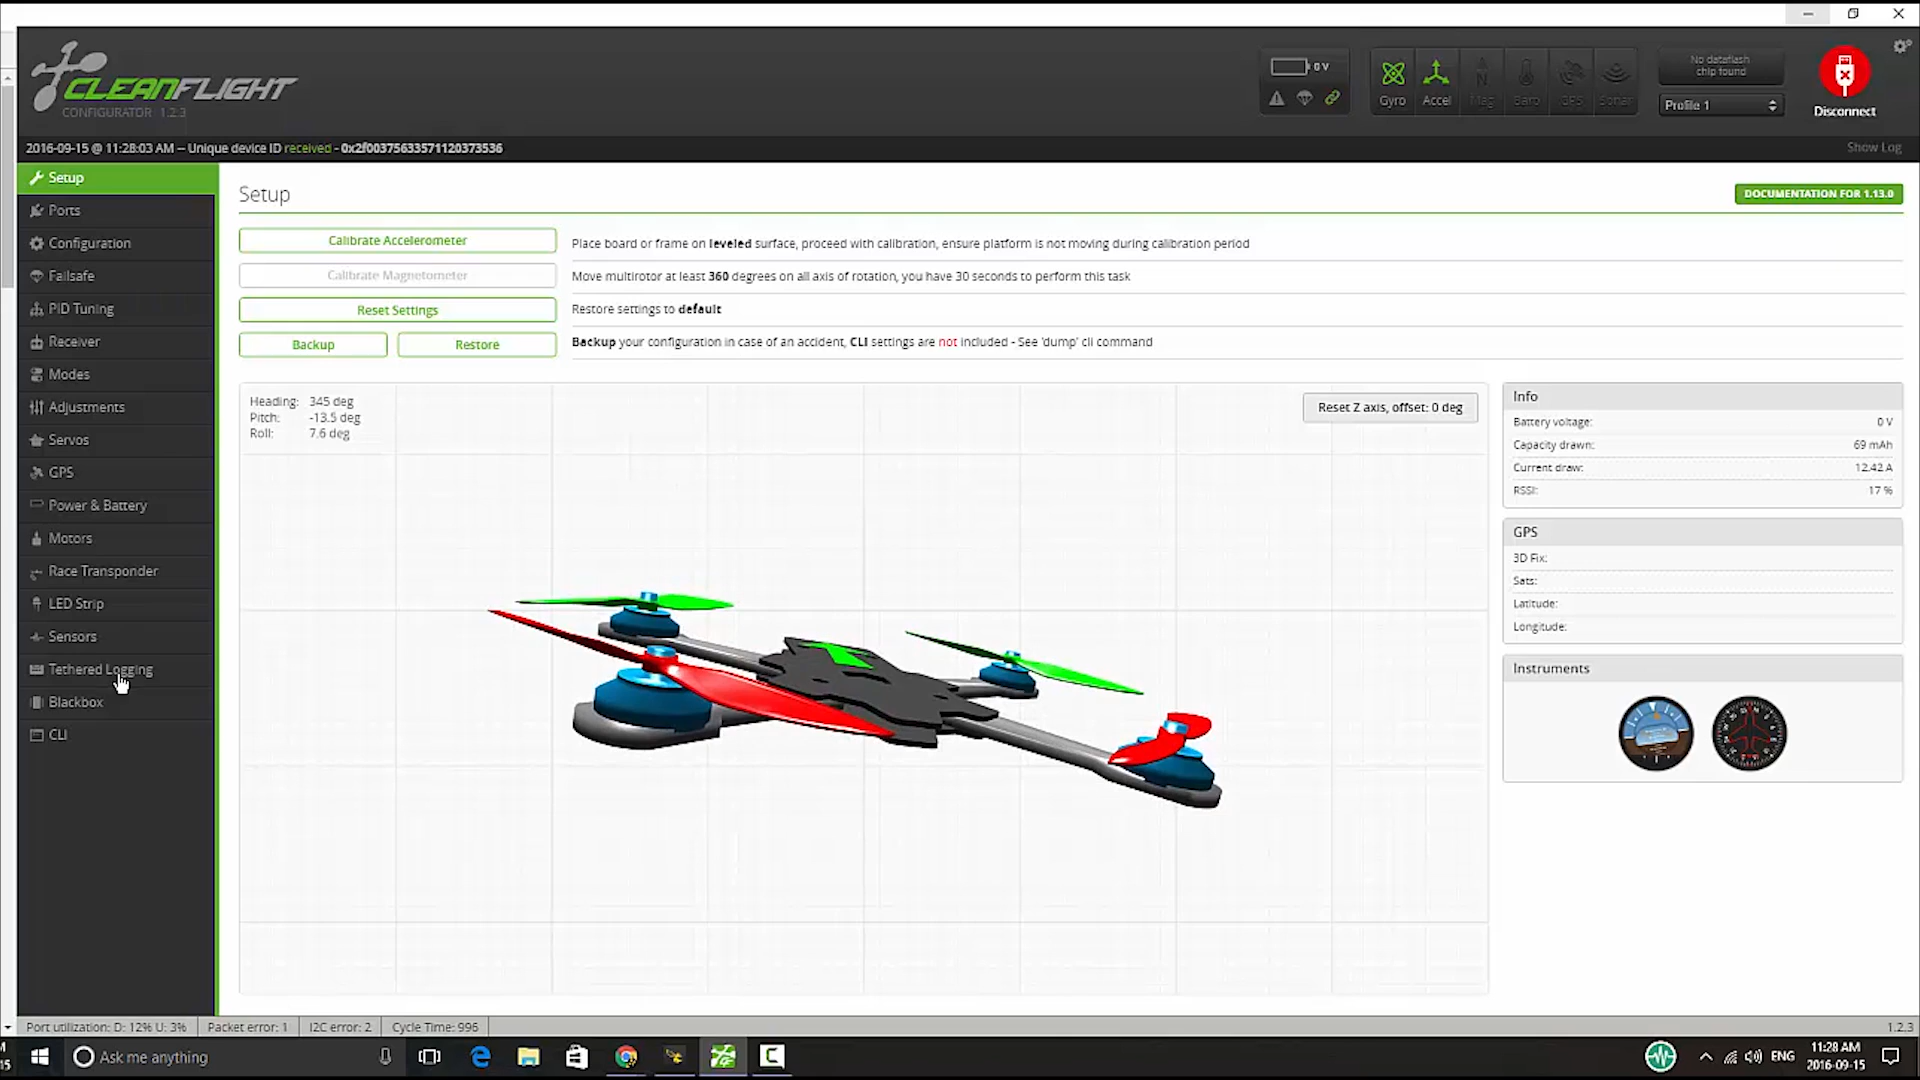 CLEANFLIGHT
CONFIGURATOR 1.2.3
0 V
Gyro
Accel
Mag
Baro
GPS
Sonar
No dataflash
chip found
Profile 1
Disconnect
2016-09-15 @ 11:28:03 AM -- Unique device ID received - 0x2f00375633571120373536
Show Log
Setup
Ports
Configuration
Failsafe
PID Tuning
Receiver
Modes
Adjustments
Servos
GPS
Power & Battery
Motors
Race Transponder
LED Strip
Sensors
Tethered Logging
Blackbox
CLI
Setup
DOCUMENTATION FOR 1.13.0
Calibrate Accelerometer
Place board or frame on leveled surface, proceed with calibration, ensure platform is not moving during calibration period
Calibrate Magnetometer
Move multirotor at least 360 degrees on all axis of rotation, you have 30 seconds to perform this task
Reset Settings
Restore settings to default
Backup
Restore
Backup your configuration in case of an accident, CLI settings are not included - See 'dump' cli command
Heading: 345 deg
Pitch: -13.5 deg
Roll: 7.6 deg
Reset Z axis, offset: 0 deg
Info
Battery voltage: 0 V
Capacity drawn: 69 mAh
Current draw: 12.42 A
RSSI: 17 %
GPS
3D Fix:
Sats:
Latitude:
Longitude:
Instruments
Port utilization: D: 12% U: 3%
Packet error: 1
I2C error: 2
Cycle Time: 996
1.2.3
Ask me anything
ENG
11:28 AM
2016-09-15